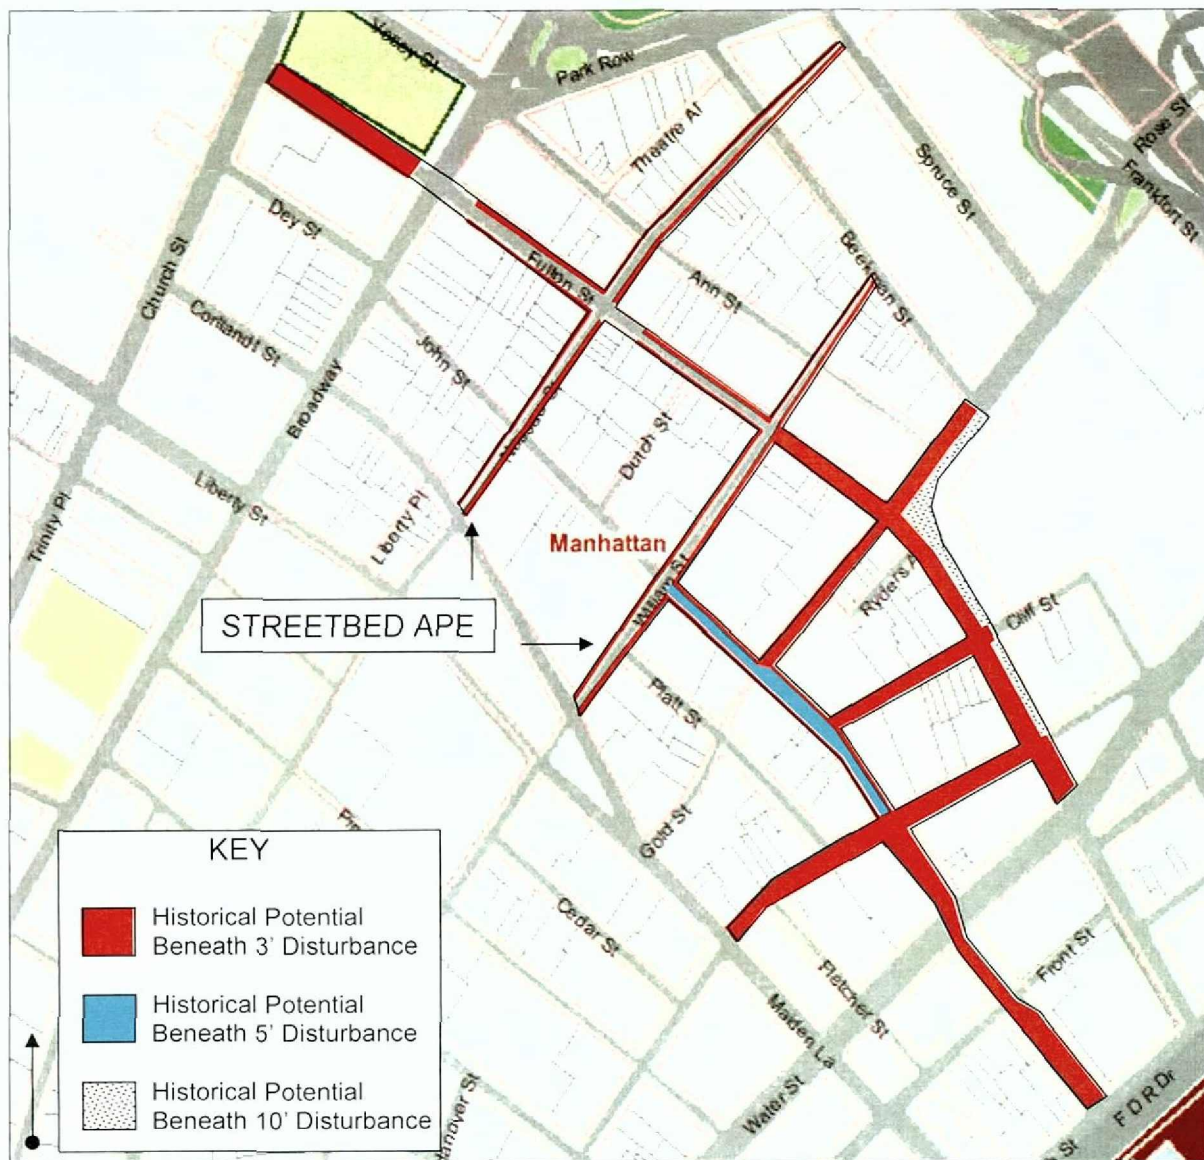 Vesey St
Park Row
Theatre Al
Spruce St
Rose St
Frankfort St
Dey St
Church St
Fulton St
Ann St
Beekman St
Cortlandt St
John St
Broadway
Nassau St
Dutch St
Liberty St
Liberty Pl
Trinity Pl
Manhattan
Ryders A
William St
Cliff St
STREETBED APE
Platt St
Gold St
Cedar St
Fletcher St
Front St
Maiden La
Water St
F D R Dr
St
KEY
Historical Potential
Beneath 3' Disturbance
Historical Potential
Beneath 5' Disturbance
Historical Potential
Beneath 10' Disturbance